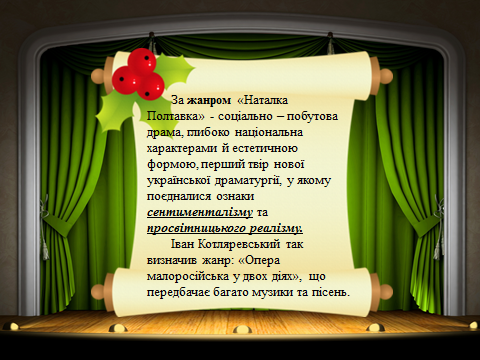 За жанром «Наталка
Полтавка» - соціально – побутова
драма, глибоко національна
характерами й естетичною
формою, перший твір нової
української драматургії, у якому
поєдналися ознаки
сентименталізму та
просвітницького реалізму.
Іван Котляревський так
визначив жанр: «Опера
малоросійська у двох діях», що
передбачає багато музики та пісень.